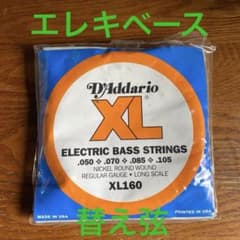 エレキベース
D'Addario
XL
ELECTRIC BASS STRINGS
.050 • .070 • .085 • .105
NICKEL ROUND WOUND
REGULAR GAUGE • LONG SCALE
XL160
MADE IN USA
PRINTED IN USA
替え弦